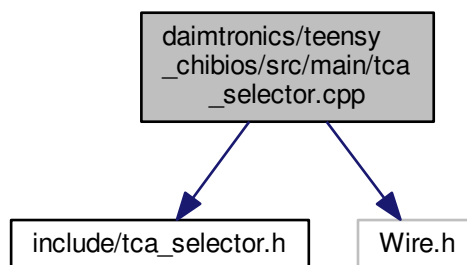 daimtronics/teensy
_chibios/src/main/tca
_selector.cpp
include/tca_selector.h
Wire.h